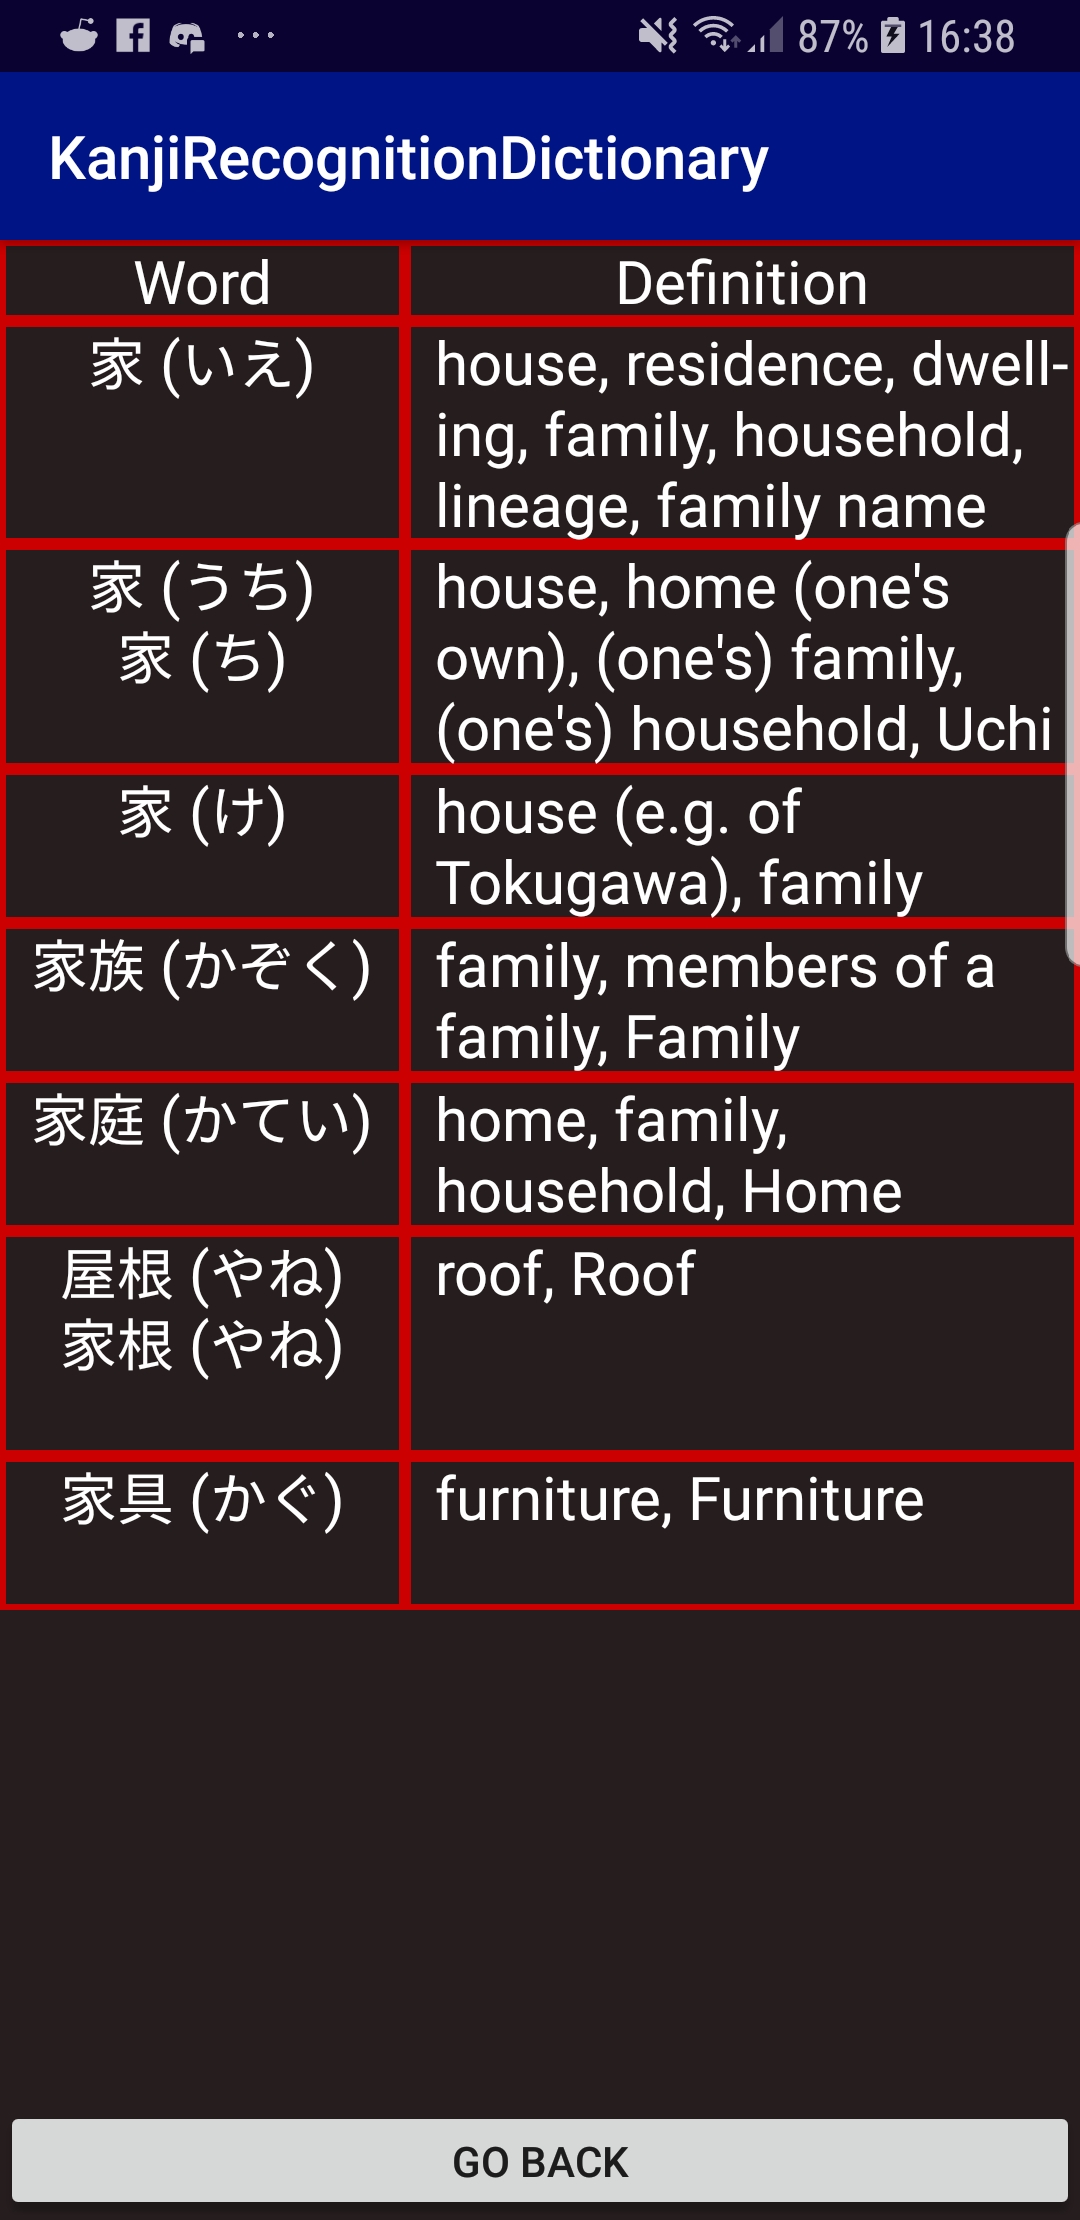 87% 16:38
KanjiRecognitionDictionary
Word
Definition
家 (いえ)
house, residence, dwell-
ing, family, household,
lineage, family name
家 (うち)
家 (ち)
house, home (one's
own), (one's) family,
(one's) household, Uchi
家 (け)
house (e.g. of
Tokugawa), family
家族 (かぞく)
family, members of a
family, Family
家庭 (かてい)
home, family,
household, Home
屋根 (やね)
家根 (やね)
roof, Roof
家具 (かぐ)
furniture, Furniture
GO BACK